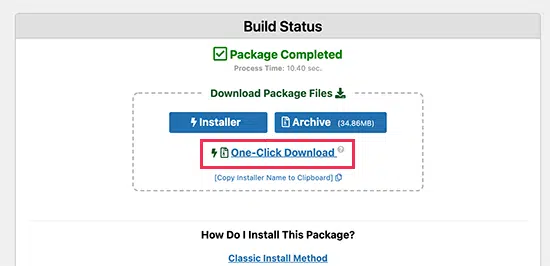 Build Status
Package Completed
Process Time: 10.40 sec.
Download Package Files
Installer
Archive (34.86MB)
One-Click Download ?
[Copy Installer Name to Clipboard]
How Do I Install This Package?
Classic Install Method